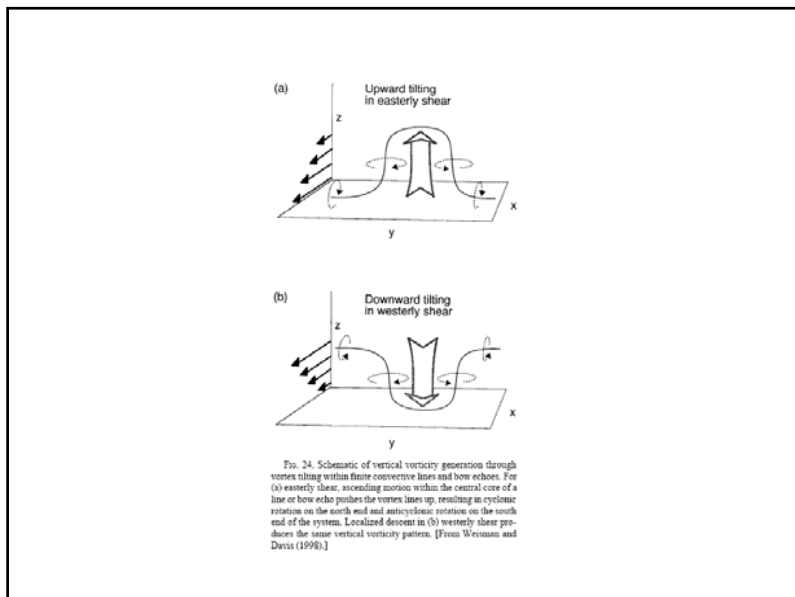 (a)
Upward tilting
in easterly shear
z
x
y
(b)
Downward tilting
in westerly shear
z
x
y
FIG. 24. Schematic of vertical vorticity generation through
vortex tilting within finite convective lines and bow echoes. For
(a) easterly shear, ascending motion within the central core of a
line or bow echo pushes the vortex lines up, resulting in cyclonic
rotation on the north end and anticyclonic rotation on the south
end of the system. Localized descent in (b) westerly shear pro-
duces the same vertical vorticity pattern. [From Weisman and
Davis (1998).]